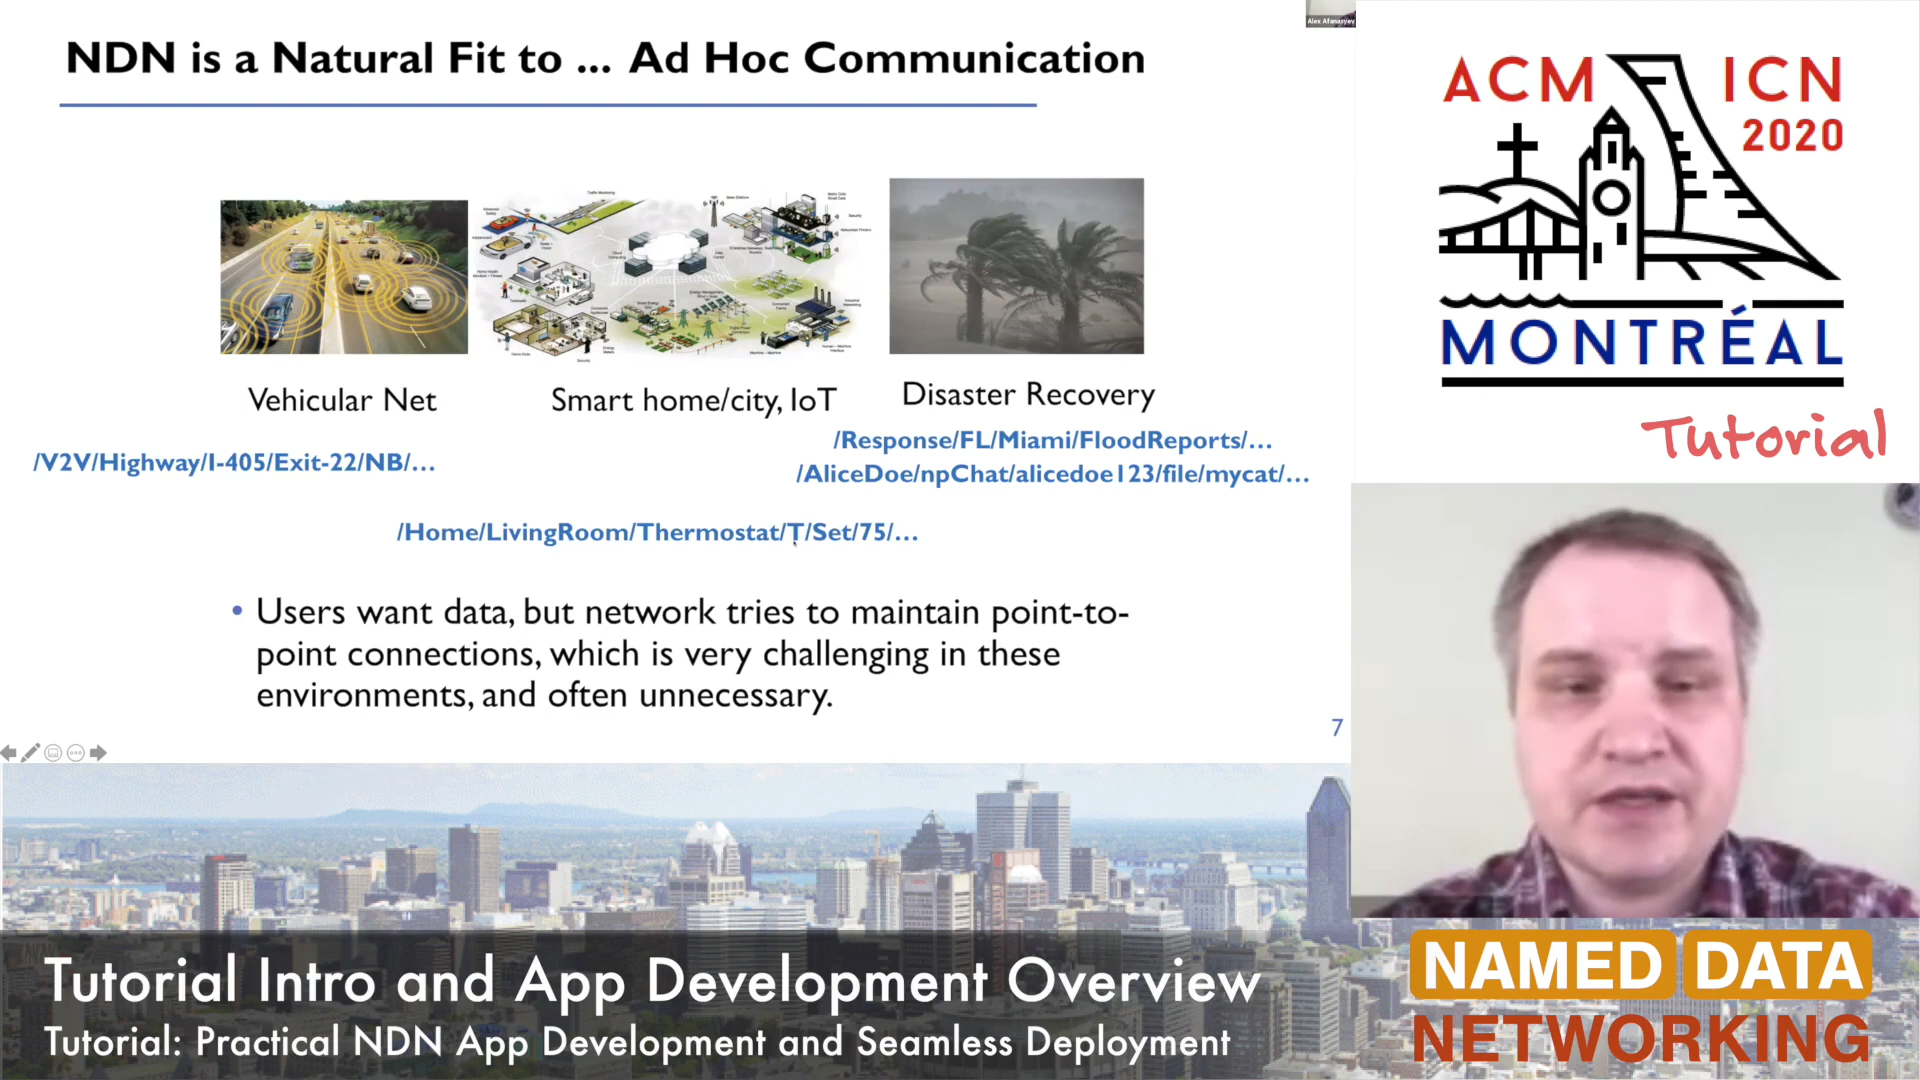 NDN is a Natural Fit to ... Ad Hoc Communication
Alex Afanasyev
ACM ICN
2020
MONTRÉAL
Tutorial
Vehicular Net
Smart home/city, IoT
Disaster Recovery
/V2V/Highway/I-405/Exit-22/NB/...
/Response/FL/Miami/FloodReports/...
/AliceDoe/npChat/alicedoe123/file/mycat/...
/Home/LivingRoom/Thermostat/T/Set/75/...
• Users want data, but network tries to maintain point-to-
point connections, which is very challenging in these
environments, and often unnecessary.
7
Tutorial Intro and App Development Overview
Tutorial: Practical NDN App Development and Seamless Deployment
NAMED DATA
NETWORKING